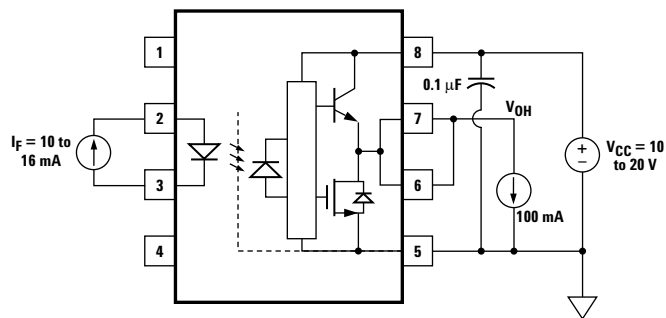 1
8
0.1 µF
2
7
V_OH
I_F = 10 to
16 mA
V_CC = 10
to 20 V
+
–
3
6
100 mA
4
5